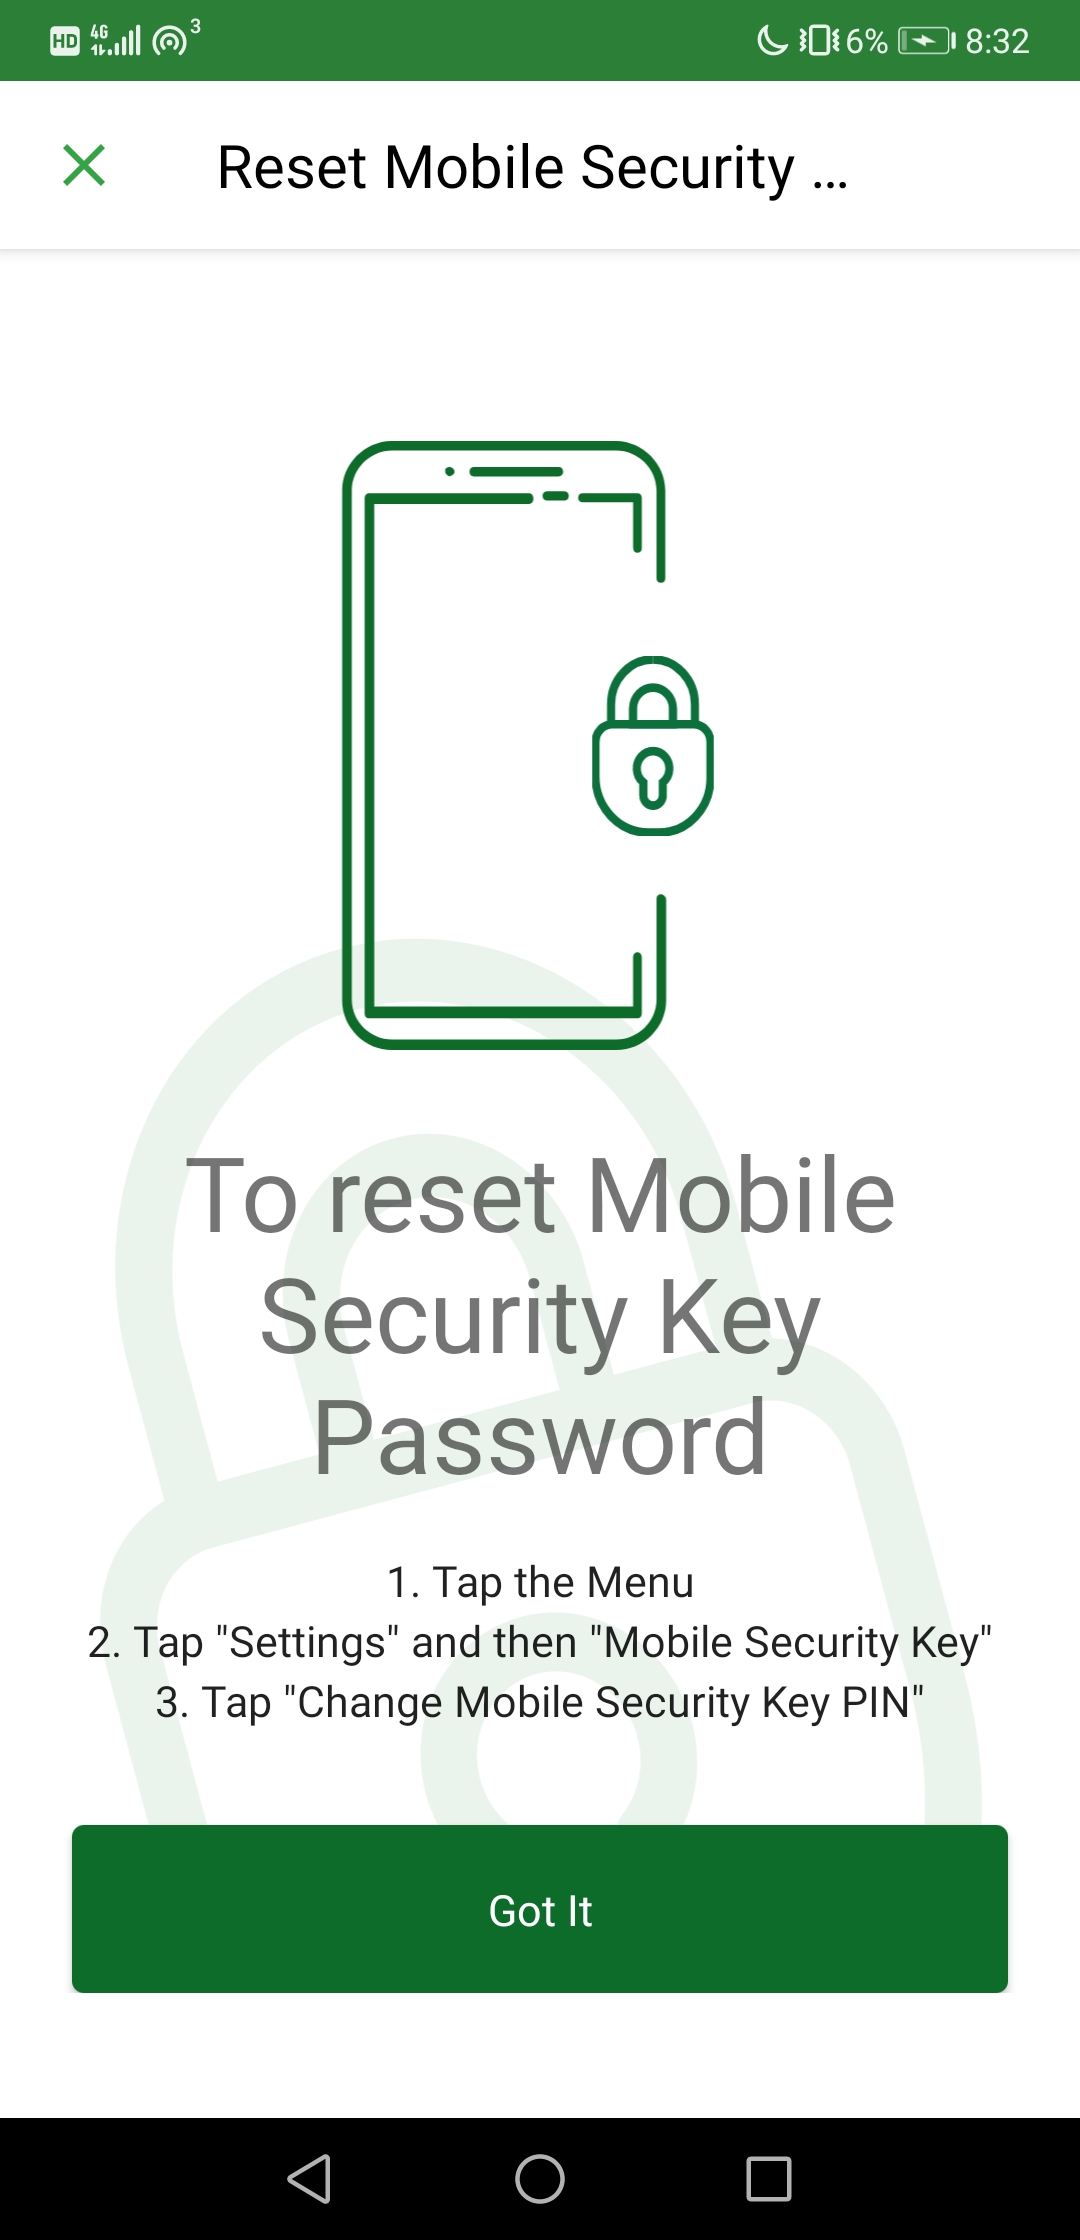 HD 4G 3 6% 8:32
Reset Mobile Security ...
To reset Mobile
Security Key
Password
1. Tap the Menu
2. Tap "Settings" and then "Mobile Security Key"
3. Tap "Change Mobile Security Key PIN"
Got It